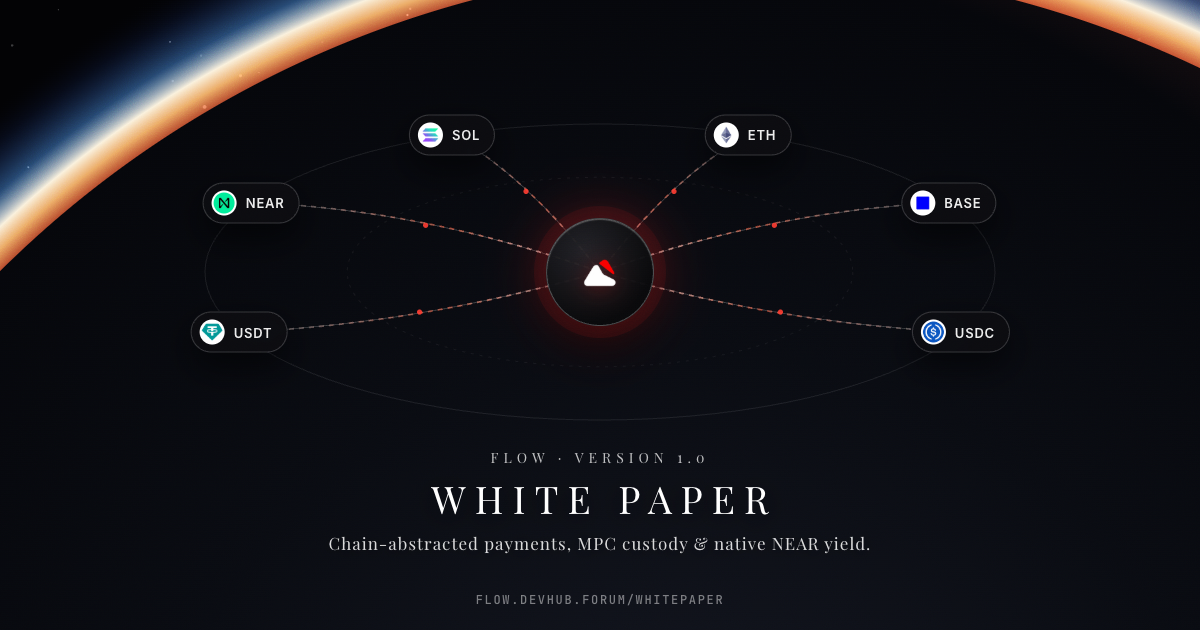 SOL
ETH
NEAR
BASE
USDT
USDC
FLOW · VERSION 1.0
WHITE PAPER
Chain-abstracted payments, MPC custody & native NEAR yield.
FLOW.DEVHUB.FORUM/WHITEPAPER